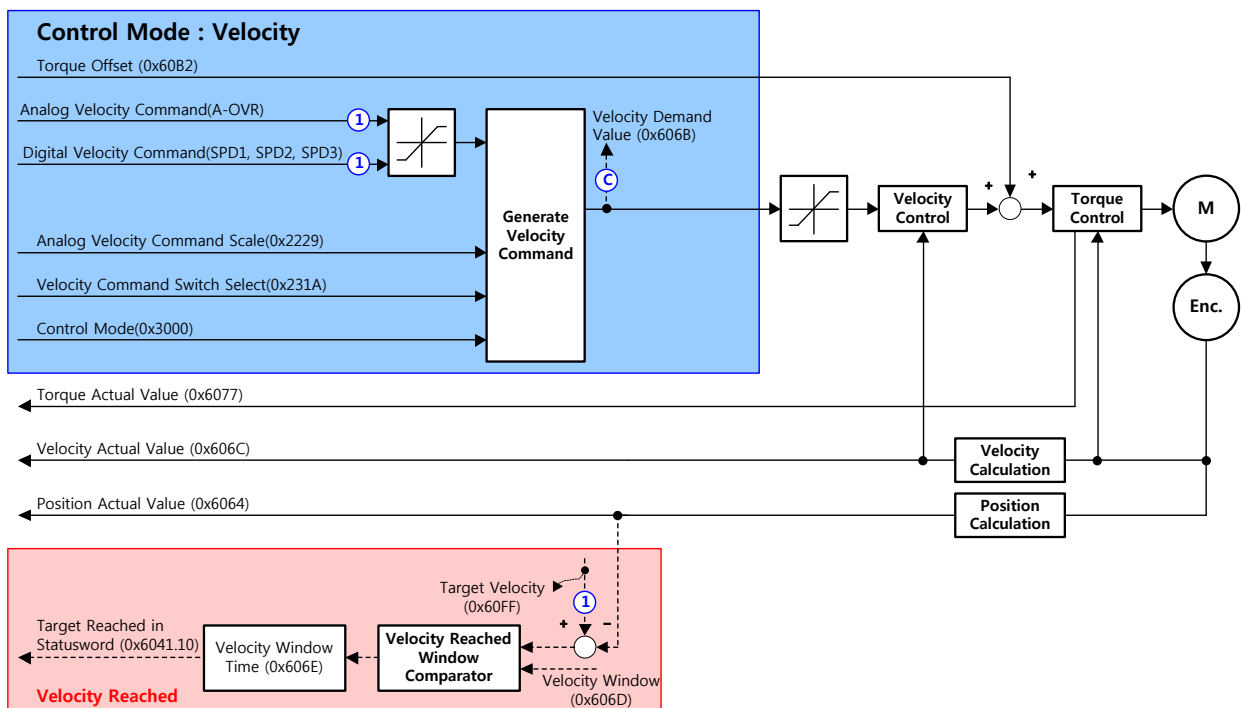 Control Mode : Velocity
Torque Offset (0x60B2)
Analog Velocity Command(A-OVR)
1
Digital Velocity Command(SPD1, SPD2, SPD3)
1
Velocity Demand
Value (0x606B)
C
Generate
Velocity
Command
Analog Velocity Command Scale(0x2229)
Velocity Command Switch Select(0x231A)
Control Mode(0x3000)
Velocity
Control
+
+
Torque
Control
M
Enc.
Torque Actual Value (0x6077)
Velocity Actual Value (0x606C)
Velocity
Calculation
Position Actual Value (0x6064)
Position
Calculation
Target Velocity
(0x60FF)
1
+
−
Target Reached in
Statusword (0x6041.10)
Velocity Window
Time (0x606E)
Velocity Reached
Window
Comparator
Velocity Window
(0x606D)
Velocity Reached